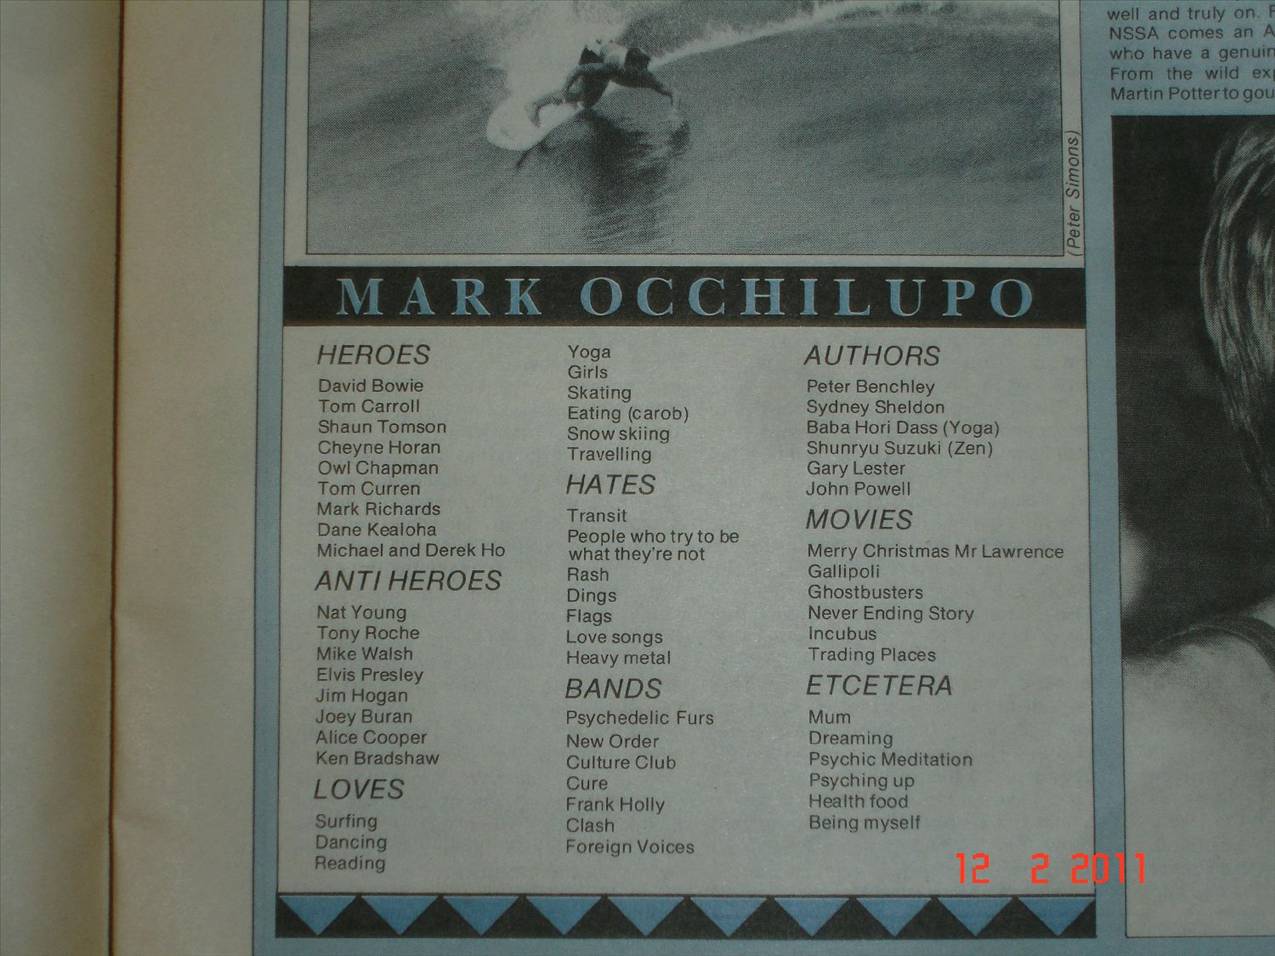 well and truly on.
NSSA comes an
who have a genuin
From the wild exp
Martin Potter to gou
(Peter Simons)
MARK OCCHILUPO
HEROES
David Bowie
Tom Carroll
Shaun Tomson
Cheyne Horan
Owl Chapman
Tom Curren
Mark Richards
Dane Kealoha
Michael and Derek Ho
ANTI HEROES
Nat Young
Tony Roche
Mike Walsh
Elvis Presley
Jim Hogan
Joey Buran
Alice Cooper
Ken Bradshaw
LOVES
Surfing
Dancing
Reading
Yoga
Girls
Skating
Eating (carob)
Snow skiing
Travelling
HATES
Transit
People who try to be
what they're not
Rash
Dings
Flags
Love songs
Heavy metal
BANDS
Psychedelic Furs
New Order
Culture Club
Cure
Frank Holly
Clash
Foreign Voices
AUTHORS
Peter Benchley
Sydney Sheldon
Baba Hori Dass (Yoga)
Shunryu Suzuki (Zen)
Gary Lester
John Powell
MOVIES
Merry Christmas Mr Lawrence
Gallipoli
Ghostbusters
Never Ending Story
Incubus
Trading Places
ETCETERA
Mum
Dreaming
Psychic Meditation
Psyching up
Health food
Being myself
12 2 2011